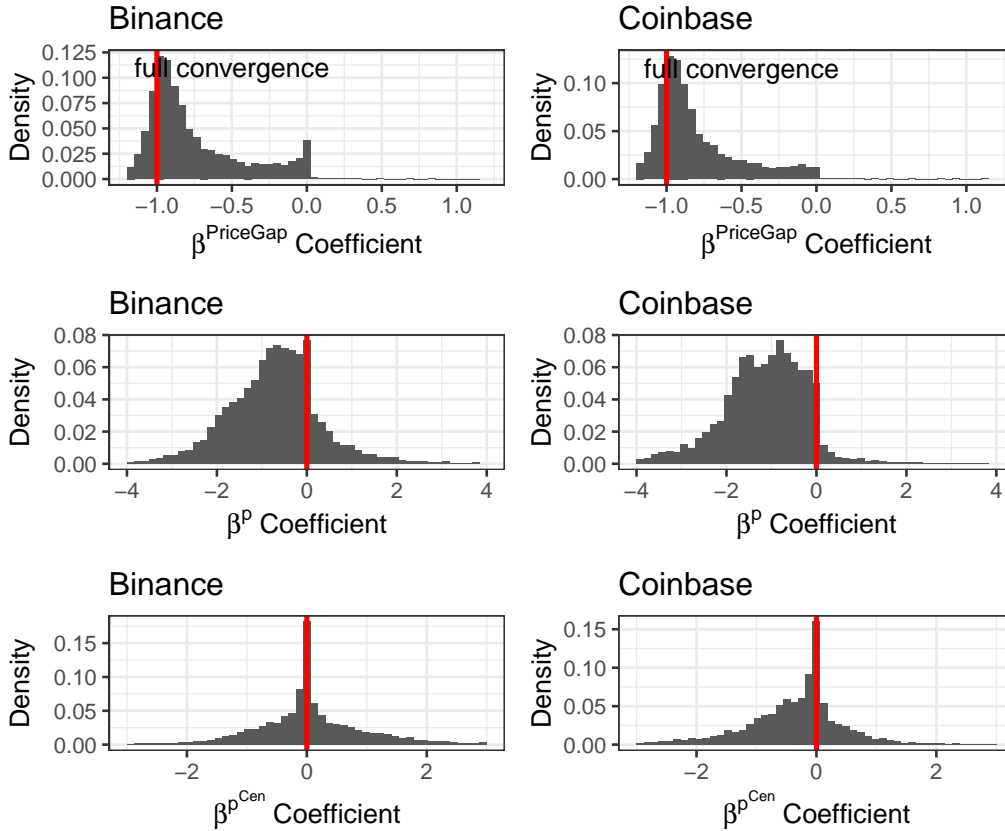 Binance
Coinbase
0.125
0.100
0.075
0.050
0.025
0.000
Density
full convergence
−1.0 −0.5 0.0 0.5 1.0
β^PriceGap Coefficient
0.10
0.05
0.00
Density
full convergence
−1.0 −0.5 0.0 0.5 1.0
β^PriceGap Coefficient
Binance
Coinbase
0.08
0.06
0.04
0.02
0.00
Density
−4 −2 0 2 4
β^p Coefficient
0.08
0.06
0.04
0.02
0.00
Density
−4 −2 0 2 4
β^p Coefficient
Binance
Coinbase
0.15
0.10
0.05
0.00
Density
−2 0 2
β^p^Cen Coefficient
0.15
0.10
0.05
0.00
Density
−2 0 2
β^p^Cen Coefficient